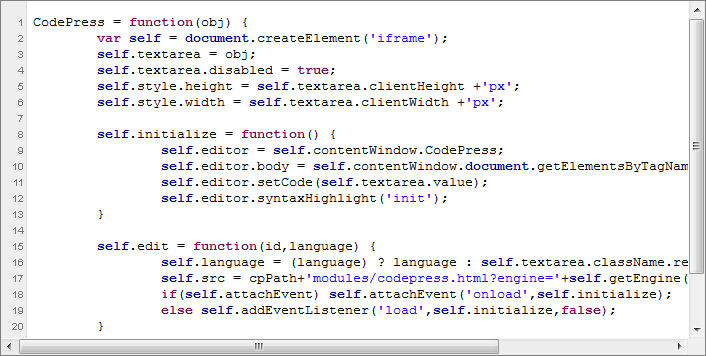 1 CodePress = function(obj) {
2 var self = document.createElement('iframe');
3 self.textarea = obj;
4 self.textarea.disabled = true;
5 self.style.height = self.textarea.clientHeight +'px';
6 self.style.width = self.textarea.clientWidth +'px';
7
8 self.initialize = function() {
9 self.editor = self.contentWindow.CodePress;
10 self.editor.body = self.contentWindow.document.getElementsByTagNam
11 self.editor.setCode(self.textarea.value);
12 self.editor.syntaxHighlight('init');
13 }
14
15 self.edit = function(id,language) {
16 self.language = (language) ? language : self.textarea.className.re
17 self.src = cpPath+'modules/codepress.html?engine='+self.getEngine(
18 if(self.attachEvent) self.attachEvent('onload',self.initialize);
19 else self.addEventListener('load',self.initialize,false);
20 }